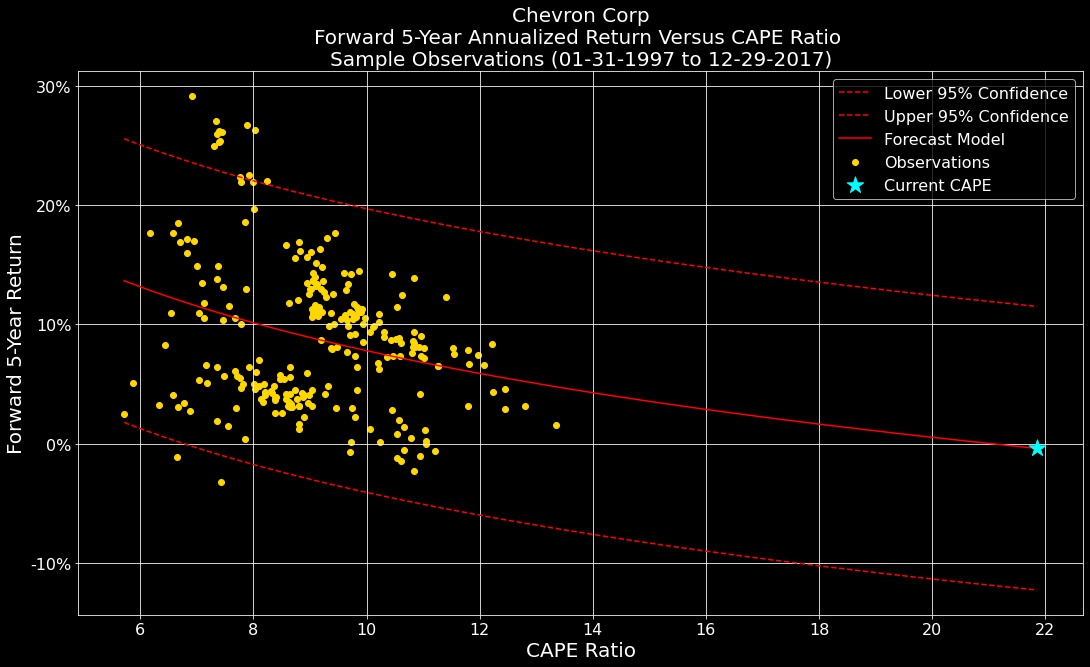 Chevron Corp
Forward 5-Year Annualized Return Versus CAPE Ratio
Sample Observations (01-31-1997 to 12-29-2017)
Lower 95% Confidence
Upper 95% Confidence
Forecast Model
Observations
Current CAPE
Forward 5-Year Return
30%
20%
10%
0%
-10%
6 8 10 12 14 16 18 20 22
CAPE Ratio